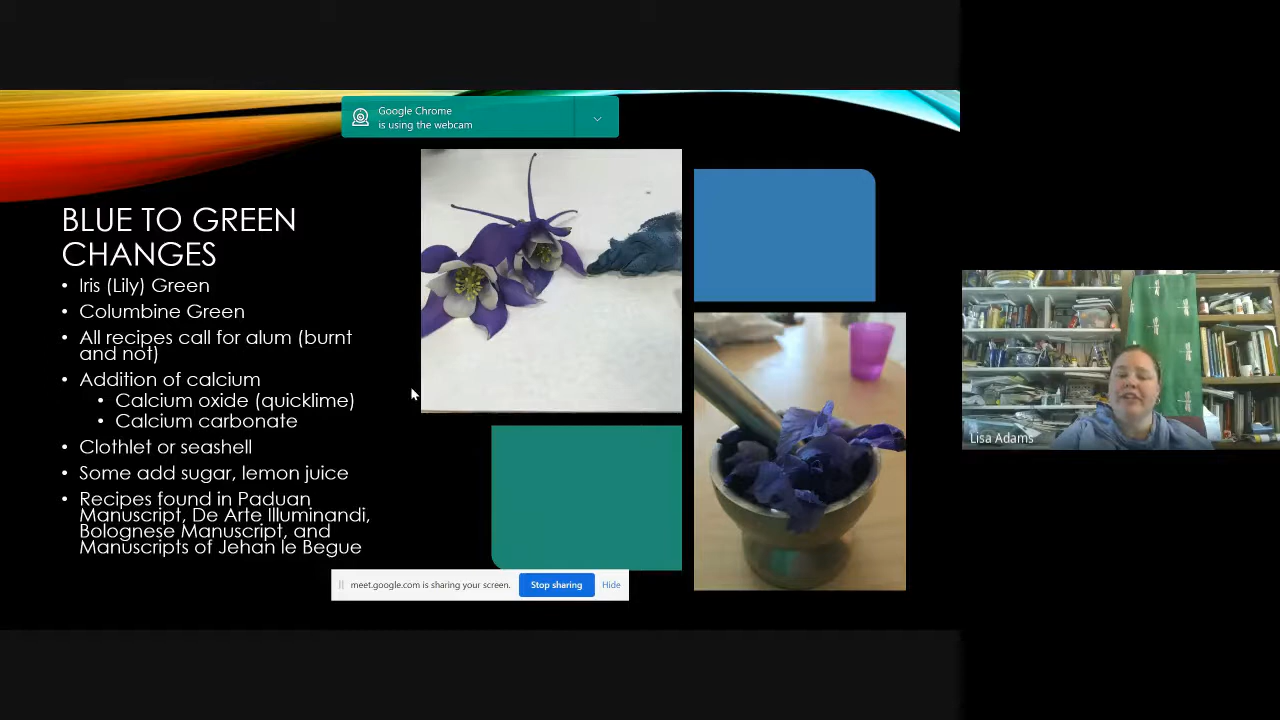 Google Chrome
is using the webcam
BLUE TO GREEN
CHANGES
• Iris (Lily) Green
• Columbine Green
• All recipes call for alum (burnt
and not)
• Addition of calcium
• Calcium oxide (quicklime)
• Calcium carbonate
• Clothlet or seashell
• Some add sugar, lemon juice
• Recipes found in Paduan
Manuscript, De Arte Illuminandi,
Bolognese Manuscript, and
Manuscripts of Jehan le Begue
meet.google.com is sharing your screen.
Stop sharing
Hide
Lisa Adams